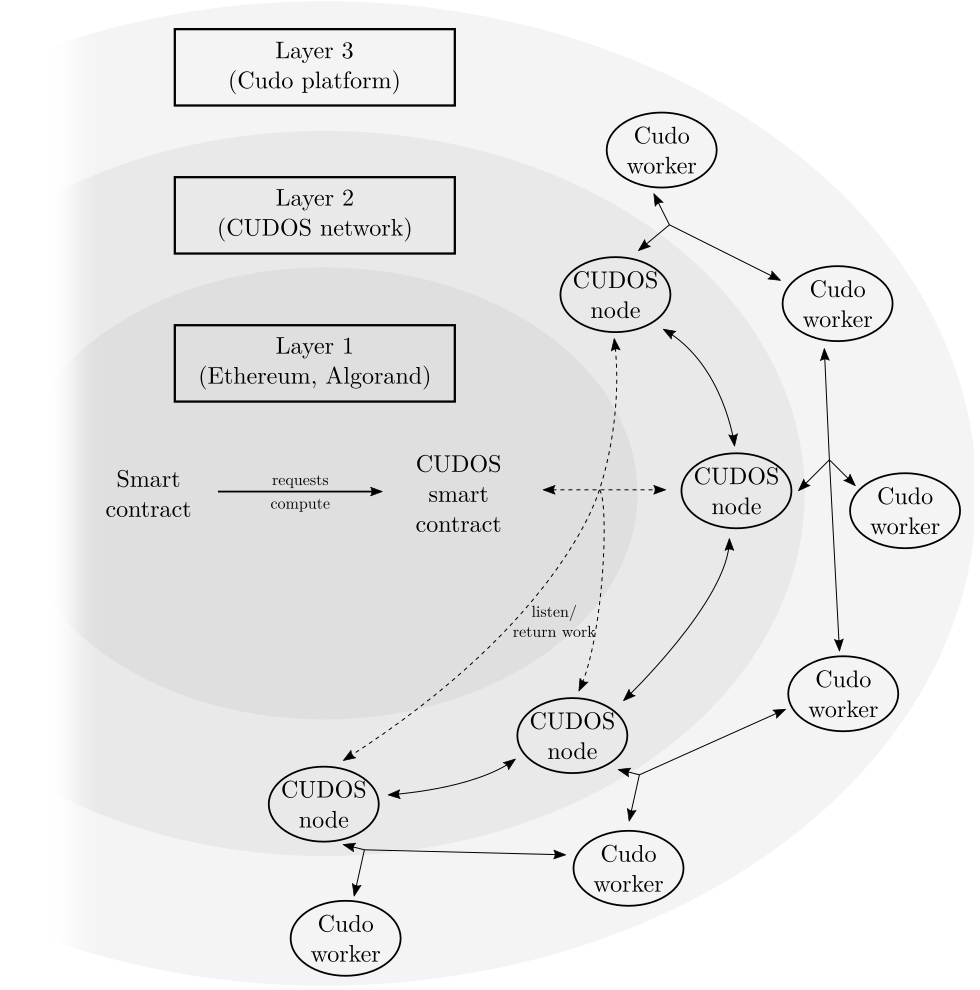 Layer 3
(Cudo platform)
Cudo
worker
Layer 2
(CUDOS network)
CUDOS
node
Cudo
worker
Layer 1
(Ethereum, Algorand)
Smart
contract
requests
compute
CUDOS
smart
contract
CUDOS
node
Cudo
worker
listen/
return work
Cudo
worker
CUDOS
node
CUDOS
node
Cudo
worker
Cudo
worker